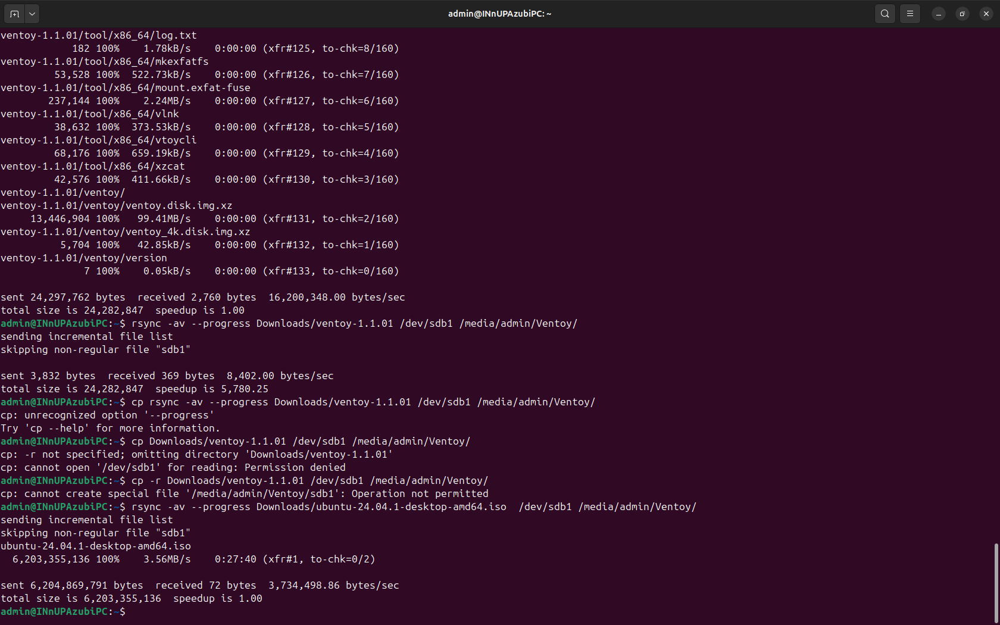 admin@INnUPAzubiPC: ~
ventoy-1.1.01/tool/x86_64/log.txt
            182 100%    1.78kB/s    0:00:00 (xfr#125, to-chk=8/160)
ventoy-1.1.01/tool/x86_64/mkexfatfs
         53,528 100%  522.73kB/s    0:00:00 (xfr#126, to-chk=7/160)
ventoy-1.1.01/tool/x86_64/mount.exfat-fuse
        237,144 100%    2.24MB/s    0:00:00 (xfr#127, to-chk=6/160)
ventoy-1.1.01/tool/x86_64/vlnk
         38,632 100%  373.53kB/s    0:00:00 (xfr#128, to-chk=5/160)
ventoy-1.1.01/tool/x86_64/vtoycli
         68,176 100%  659.19kB/s    0:00:00 (xfr#129, to-chk=4/160)
ventoy-1.1.01/tool/x86_64/xzcat
         42,576 100%  411.66kB/s    0:00:00 (xfr#130, to-chk=3/160)
ventoy-1.1.01/ventoy/
ventoy-1.1.01/ventoy/ventoy.disk.img.xz
     13,446,904 100%   99.41MB/s    0:00:00 (xfr#131, to-chk=2/160)
ventoy-1.1.01/ventoy/ventoy_4k.disk.img.xz
          5,704 100%   42.85kB/s    0:00:00 (xfr#132, to-chk=1/160)
ventoy-1.1.01/ventoy/version
              7 100%    0.05kB/s    0:00:00 (xfr#133, to-chk=0/160)

sent 24,297,762 bytes  received 2,760 bytes  16,200,348.00 bytes/sec
total size is 24,282,847  speedup is 1.00
admin@INnUPAzubiPC:~$ rsync -av --progress Downloads/ventoy-1.1.01 /dev/sdb1 /media/admin/Ventoy/
sending incremental file list
skipping non-regular file "sdb1"

sent 3,832 bytes  received 369 bytes  8,402.00 bytes/sec
total size is 24,282,847  speedup is 5,780.25
admin@INnUPAzubiPC:~$ cp rsync -av --progress Downloads/ventoy-1.1.01 /dev/sdb1 /media/admin/Ventoy/
cp: unrecognized option '--progress'
Try 'cp --help' for more information.
admin@INnUPAzubiPC:~$ cp Downloads/ventoy-1.1.01 /dev/sdb1 /media/admin/Ventoy/
cp: -r not specified; omitting directory 'Downloads/ventoy-1.1.01'
cp: cannot open '/dev/sdb1' for reading: Permission denied
admin@INnUPAzubiPC:~$ cp -r Downloads/ventoy-1.1.01 /dev/sdb1 /media/admin/Ventoy/
cp: cannot create special file '/media/admin/Ventoy/sdb1': Operation not permitted
admin@INnUPAzubiPC:~$ rsync -av --progress Downloads/ubuntu-24.04.1-desktop-amd64.iso  /dev/sdb1 /media/admin/Ventoy/
sending incremental file list
skipping non-regular file "sdb1"
ubuntu-24.04.1-desktop-amd64.iso
  6,203,355,136 100%    3.56MB/s    0:27:40 (xfr#1, to-chk=0/2)

sent 6,204,869,791 bytes  received 72 bytes  3,734,498.86 bytes/sec
total size is 6,203,355,136  speedup is 1.00
admin@INnUPAzubiPC:~$